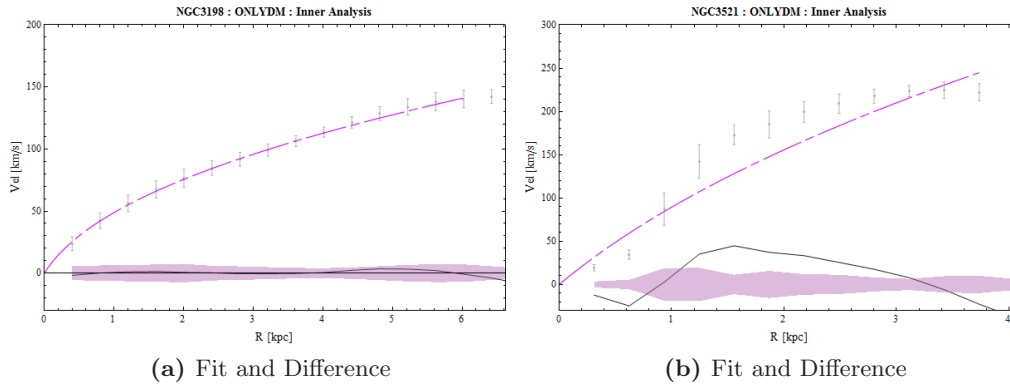 NGC3198 : ONLYDM : Inner Analysis
200
150
100
50
0
Vel [km/s]
0 1 2 3 4 5 6
R [kpc]
(a) Fit and Difference
NGC3521 : ONLYDM : Inner Analysis
300
250
200
150
100
50
0
Vel [km/s]
0 1 2 3 4
R [kpc]
(b) Fit and Difference